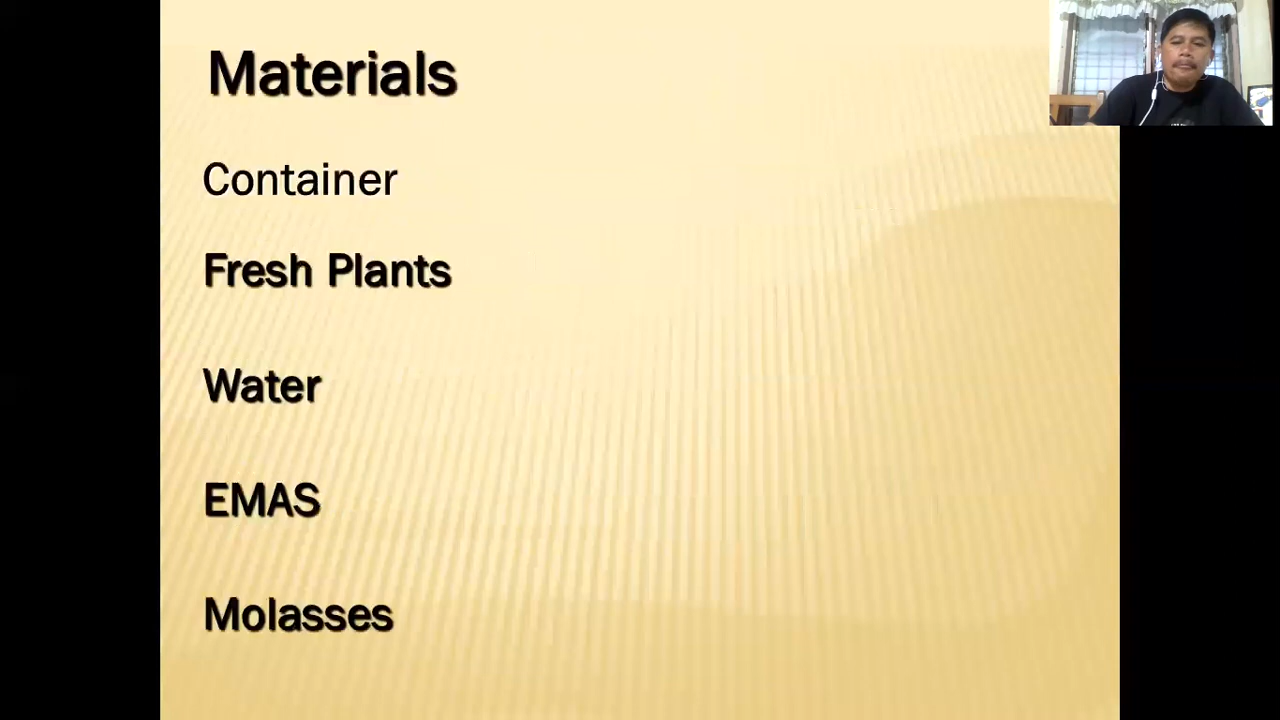 Materials
Container
Fresh Plants
Water
EMAS
Molasses